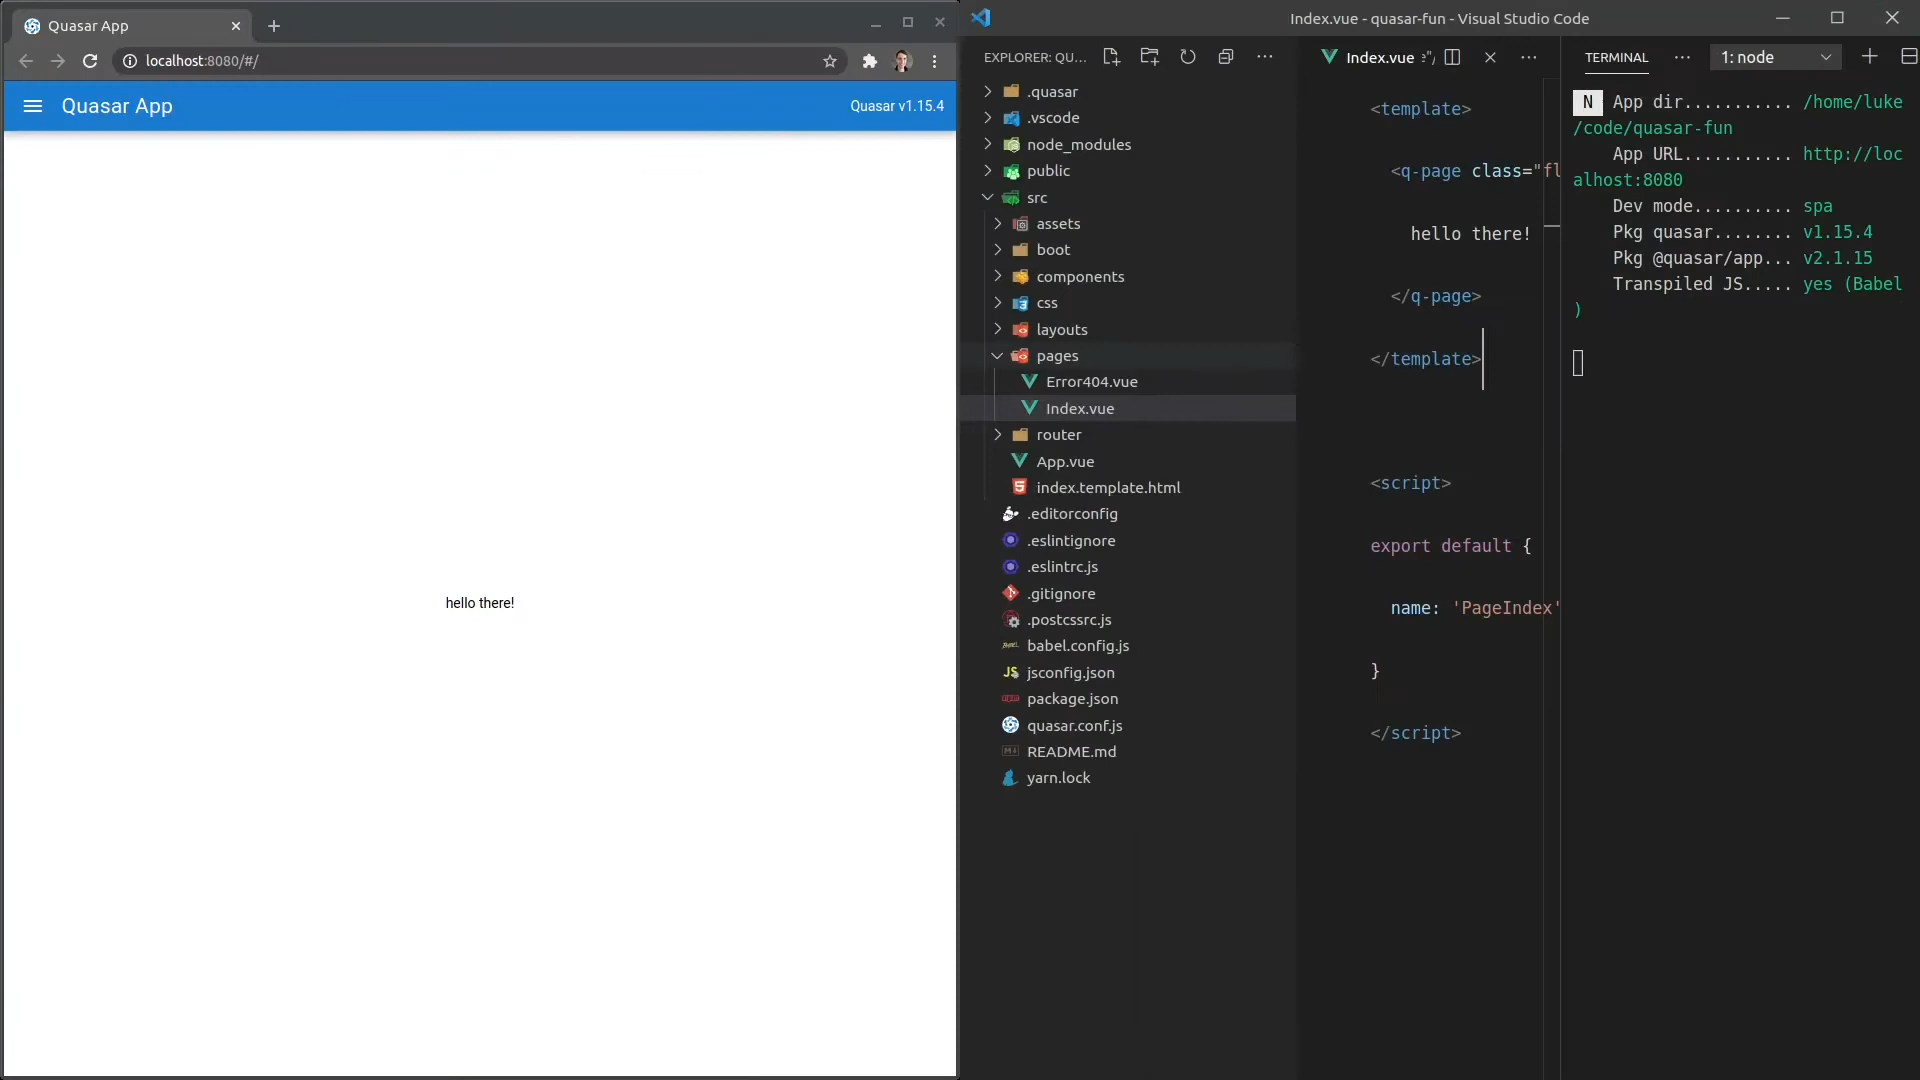 Quasar App
localhost:8080/#/
Quasar App
Quasar v1.15.4
hello there!
Index.vue - quasar-fun - Visual Studio Code
EXPLORER: QU...
.quasar
.vscode
node_modules
public
src
assets
boot
components
css
layouts
pages
Error404.vue
Index.vue
router
App.vue
index.template.html
.editorconfig
.eslintignore
.eslintrc.js
.gitignore
.postcssrc.js
babel.config.js
jsconfig.json
package.json
quasar.conf.js
README.md
yarn.lock
Index.vue e"/
<template>
<q-page class="fl
hello there!
</q-page>
</template>
<script>
export default {
name: 'PageIndex'
}
</script>
TERMINAL
1: node
N App dir........... /home/luke
/code/quasar-fun
App URL........... http://loc
alhost:8080
Dev mode.......... spa
Pkg quasar........ v1.15.4
Pkg @quasar/app... v2.1.15
Transpiled JS..... yes (Babel
)